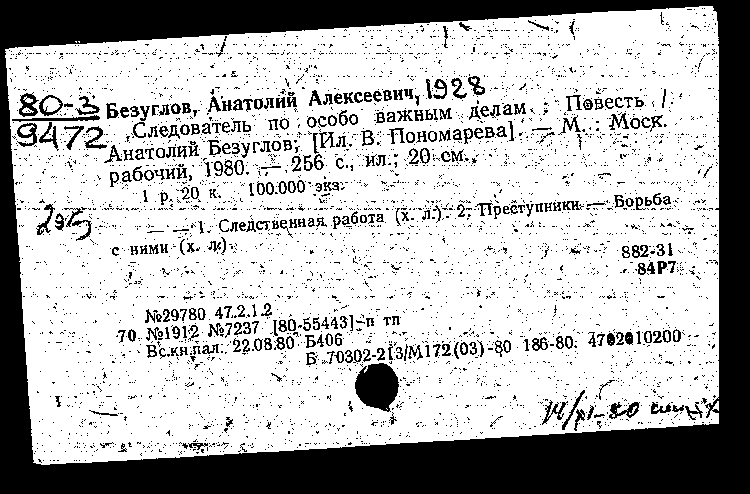 80-3
9472
Безуглов, Анатолий Алексеевич, 1928
Следователь по особо важным делам : Повесть /
Анатолий Безуглов; [Ил. В. Пономарева]. — М. : Моск.
рабочий, 1980. — 256 с., ил.; 20 см.
1 р. 20 к. 100.000 экз.
— — 1. Следственная работа (х. л.). 2. Преступники — Борьба
с ними (х. л.)
882-31
84Р7
№29780 47.2.1.2
70 №1912 №7237 [80-55443] п тп
Вс.кн.пал. 22.08.80 Б406
Б 70302-213/М172(03)-80 186-80. 4702010200
14/XI-80